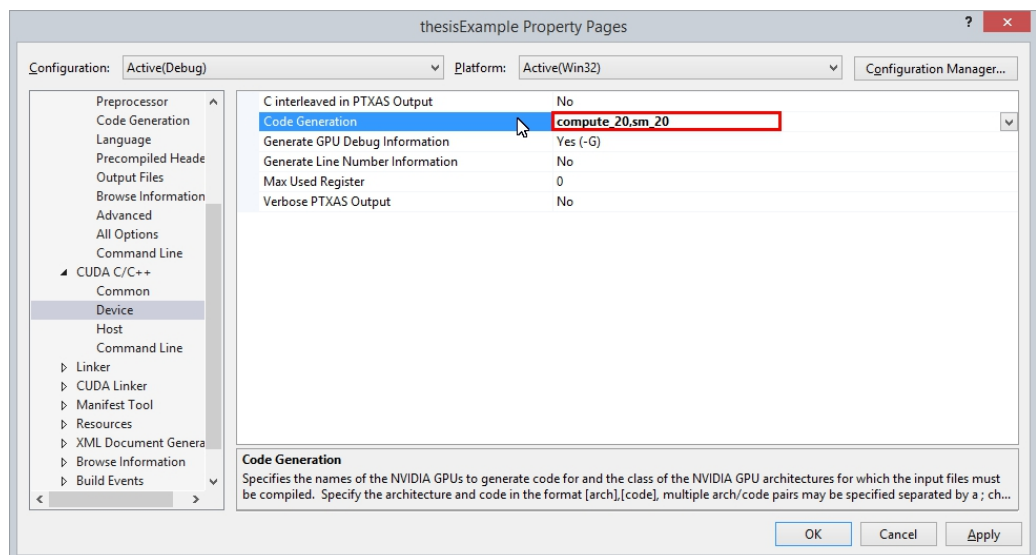 thesisExample Property Pages
?
Configuration: Active(Debug) Platform: Active(Win32) Configuration Manager...
Preprocessor
Code Generation
Language
Precompiled Heade
Output Files
Browse Information
Advanced
All Options
Command Line
CUDA C/C++
Common
Device
Host
Command Line
Linker
CUDA Linker
Manifest Tool
Resources
XML Document Genera
Browse Information
Build Events
C interleaved in PTXAS Output No
Code Generation compute_20,sm_20
Generate GPU Debug Information Yes (-G)
Generate Line Number Information No
Max Used Register 0
Verbose PTXAS Output No
Code Generation
Specifies the names of the NVIDIA GPUs to generate code for and the class of the NVIDIA GPU architectures for which the input files must
be compiled. Specify the architecture and code in the format [arch],[code], multiple arch/code pairs may be specified separated by a ; ch...
OK Cancel Apply